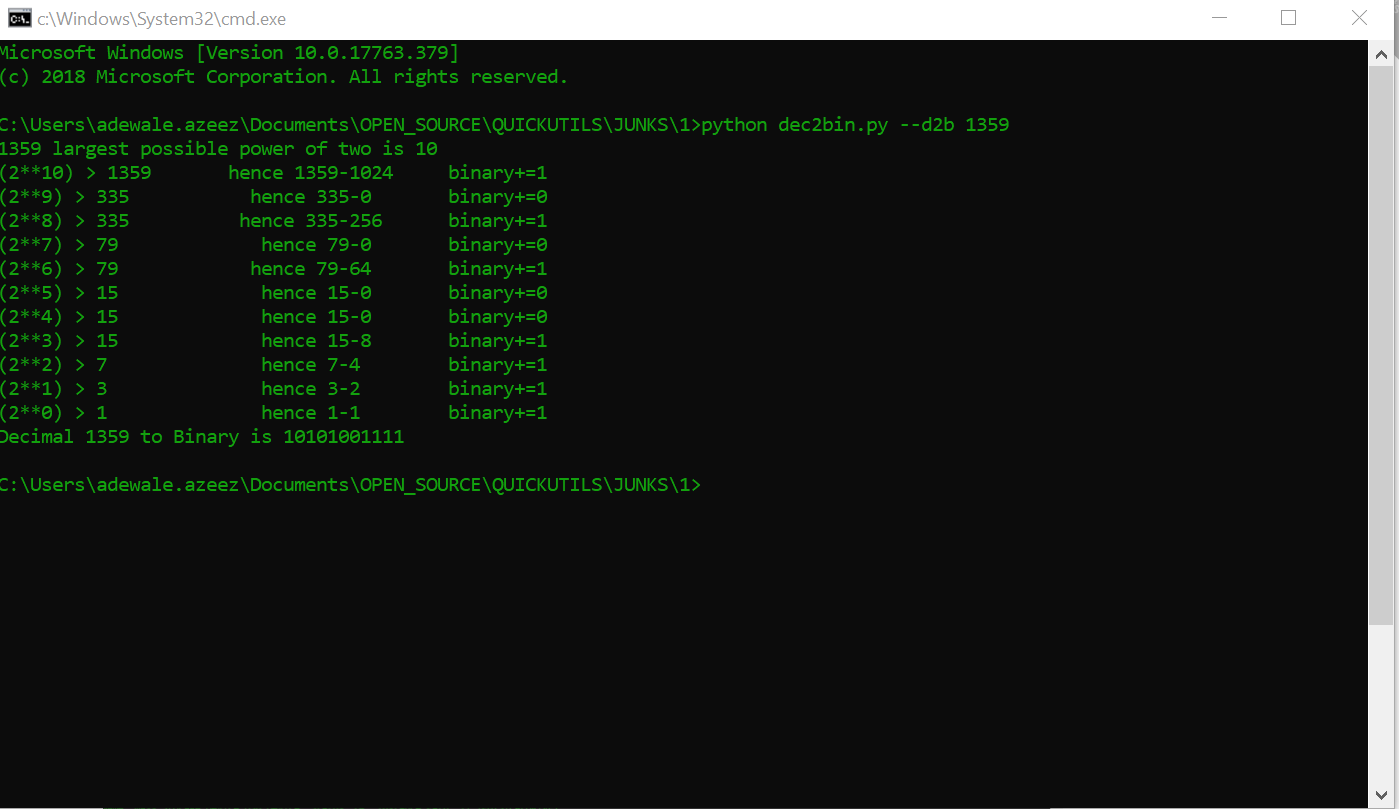 c:\Windows\System32\cmd.exe
Microsoft Windows [Version 10.0.17763.379]
(c) 2018 Microsoft Corporation. All rights reserved.
C:\Users\adewale.azeez\Documents\OPEN_SOURCE\QUICKUTILS\JUNKS\1>python dec2bin.py --d2b 1359
1359 largest possible power of two is 10
(2**10) > 1359 hence 1359-1024 binary+=1
(2**9) > 335 hence 335-0 binary+=0
(2**8) > 335 hence 335-256 binary+=1
(2**7) > 79 hence 79-0 binary+=0
(2**6) > 79 hence 79-64 binary+=1
(2**5) > 15 hence 15-0 binary+=0
(2**4) > 15 hence 15-0 binary+=0
(2**3) > 15 hence 15-8 binary+=1
(2**2) > 7 hence 7-4 binary+=1
(2**1) > 3 hence 3-2 binary+=1
(2**0) > 1 hence 1-1 binary+=1
Decimal 1359 to Binary is 10101001111
C:\Users\adewale.azeez\Documents\OPEN_SOURCE\QUICKUTILS\JUNKS\1>